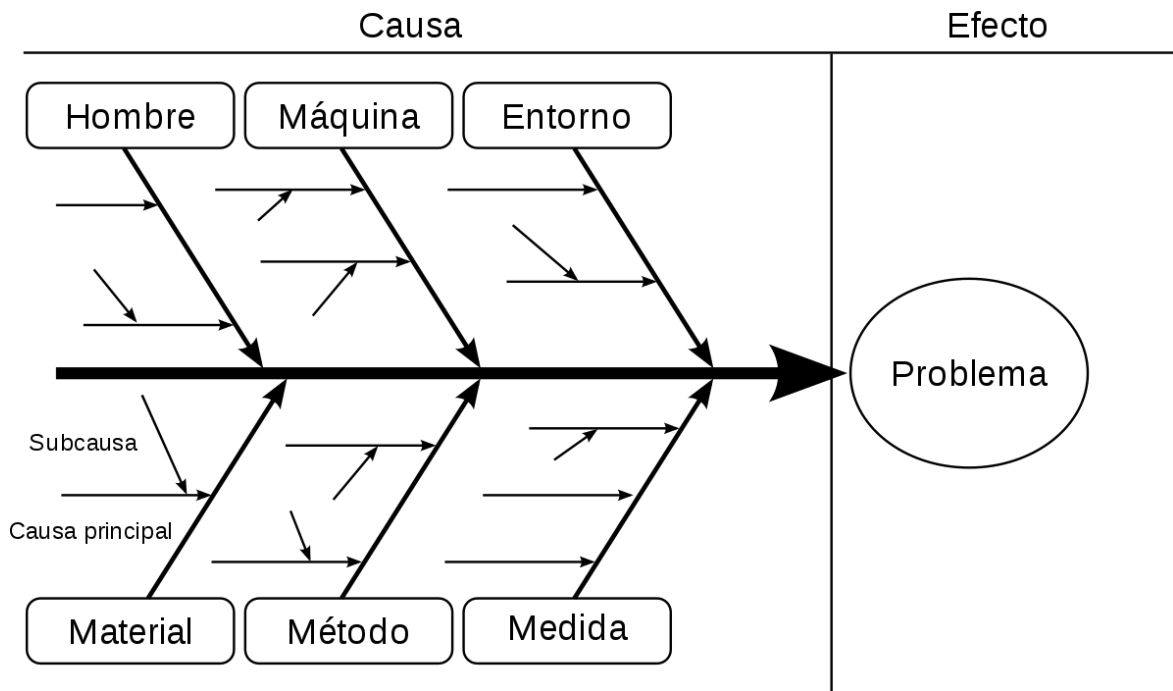 Causa
Efecto
Hombre
Máquina
Entorno
Problema
Subcausa
Causa principal
Material
Método
Medida